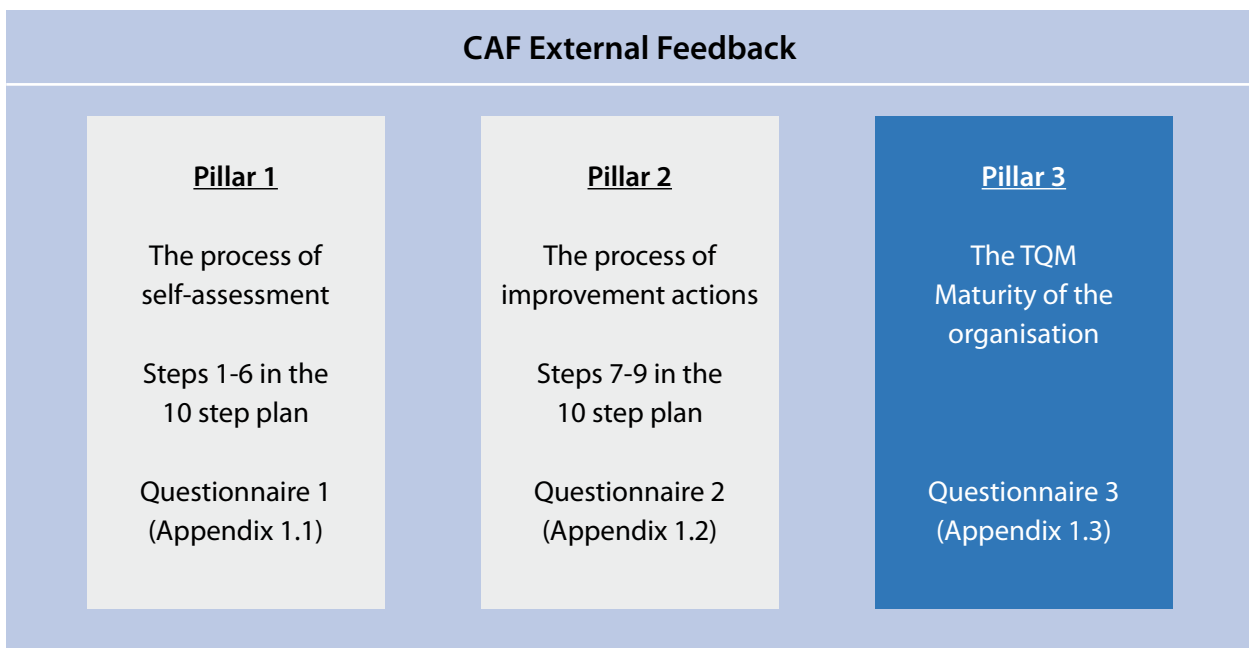 CAF External Feedback
Pillar 1
The process of
self-assessment
Steps 1-6 in the
10 step plan
Questionnaire 1
(Appendix 1.1)
Pillar 2
The process of
improvement actions
Steps 7-9 in the
10 step plan
Questionnaire 2
(Appendix 1.2)
Pillar 3
The TQM
Maturity of the
organisation
Questionnaire 3
(Appendix 1.3)